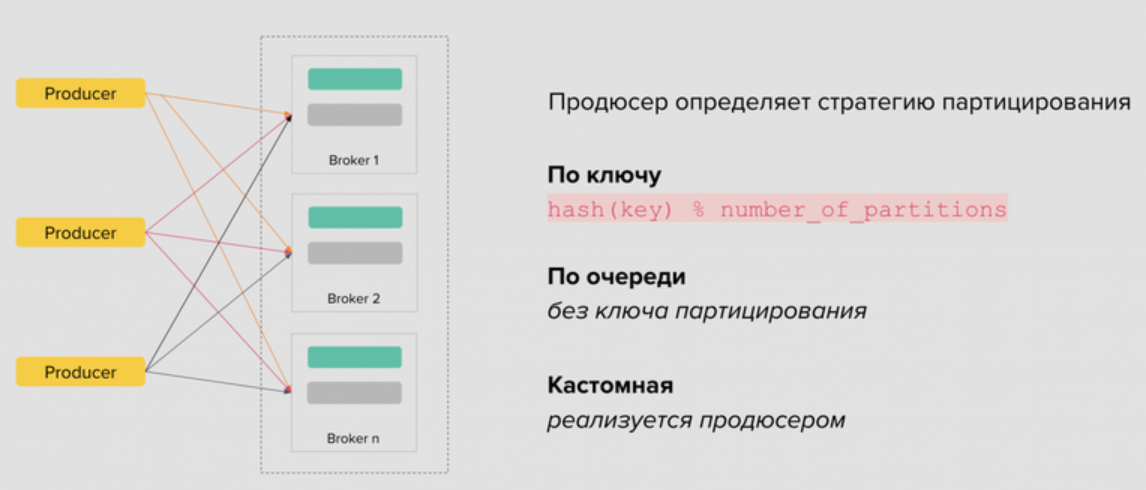 Producer
Producer
Producer
Broker 1
Broker 2
Broker n
Продюсер определяет стратегию партицирования
По ключу
hash(key) % number_of_partitions
По очереди
без ключа партицирования
Кастомная
реализуется продюсером